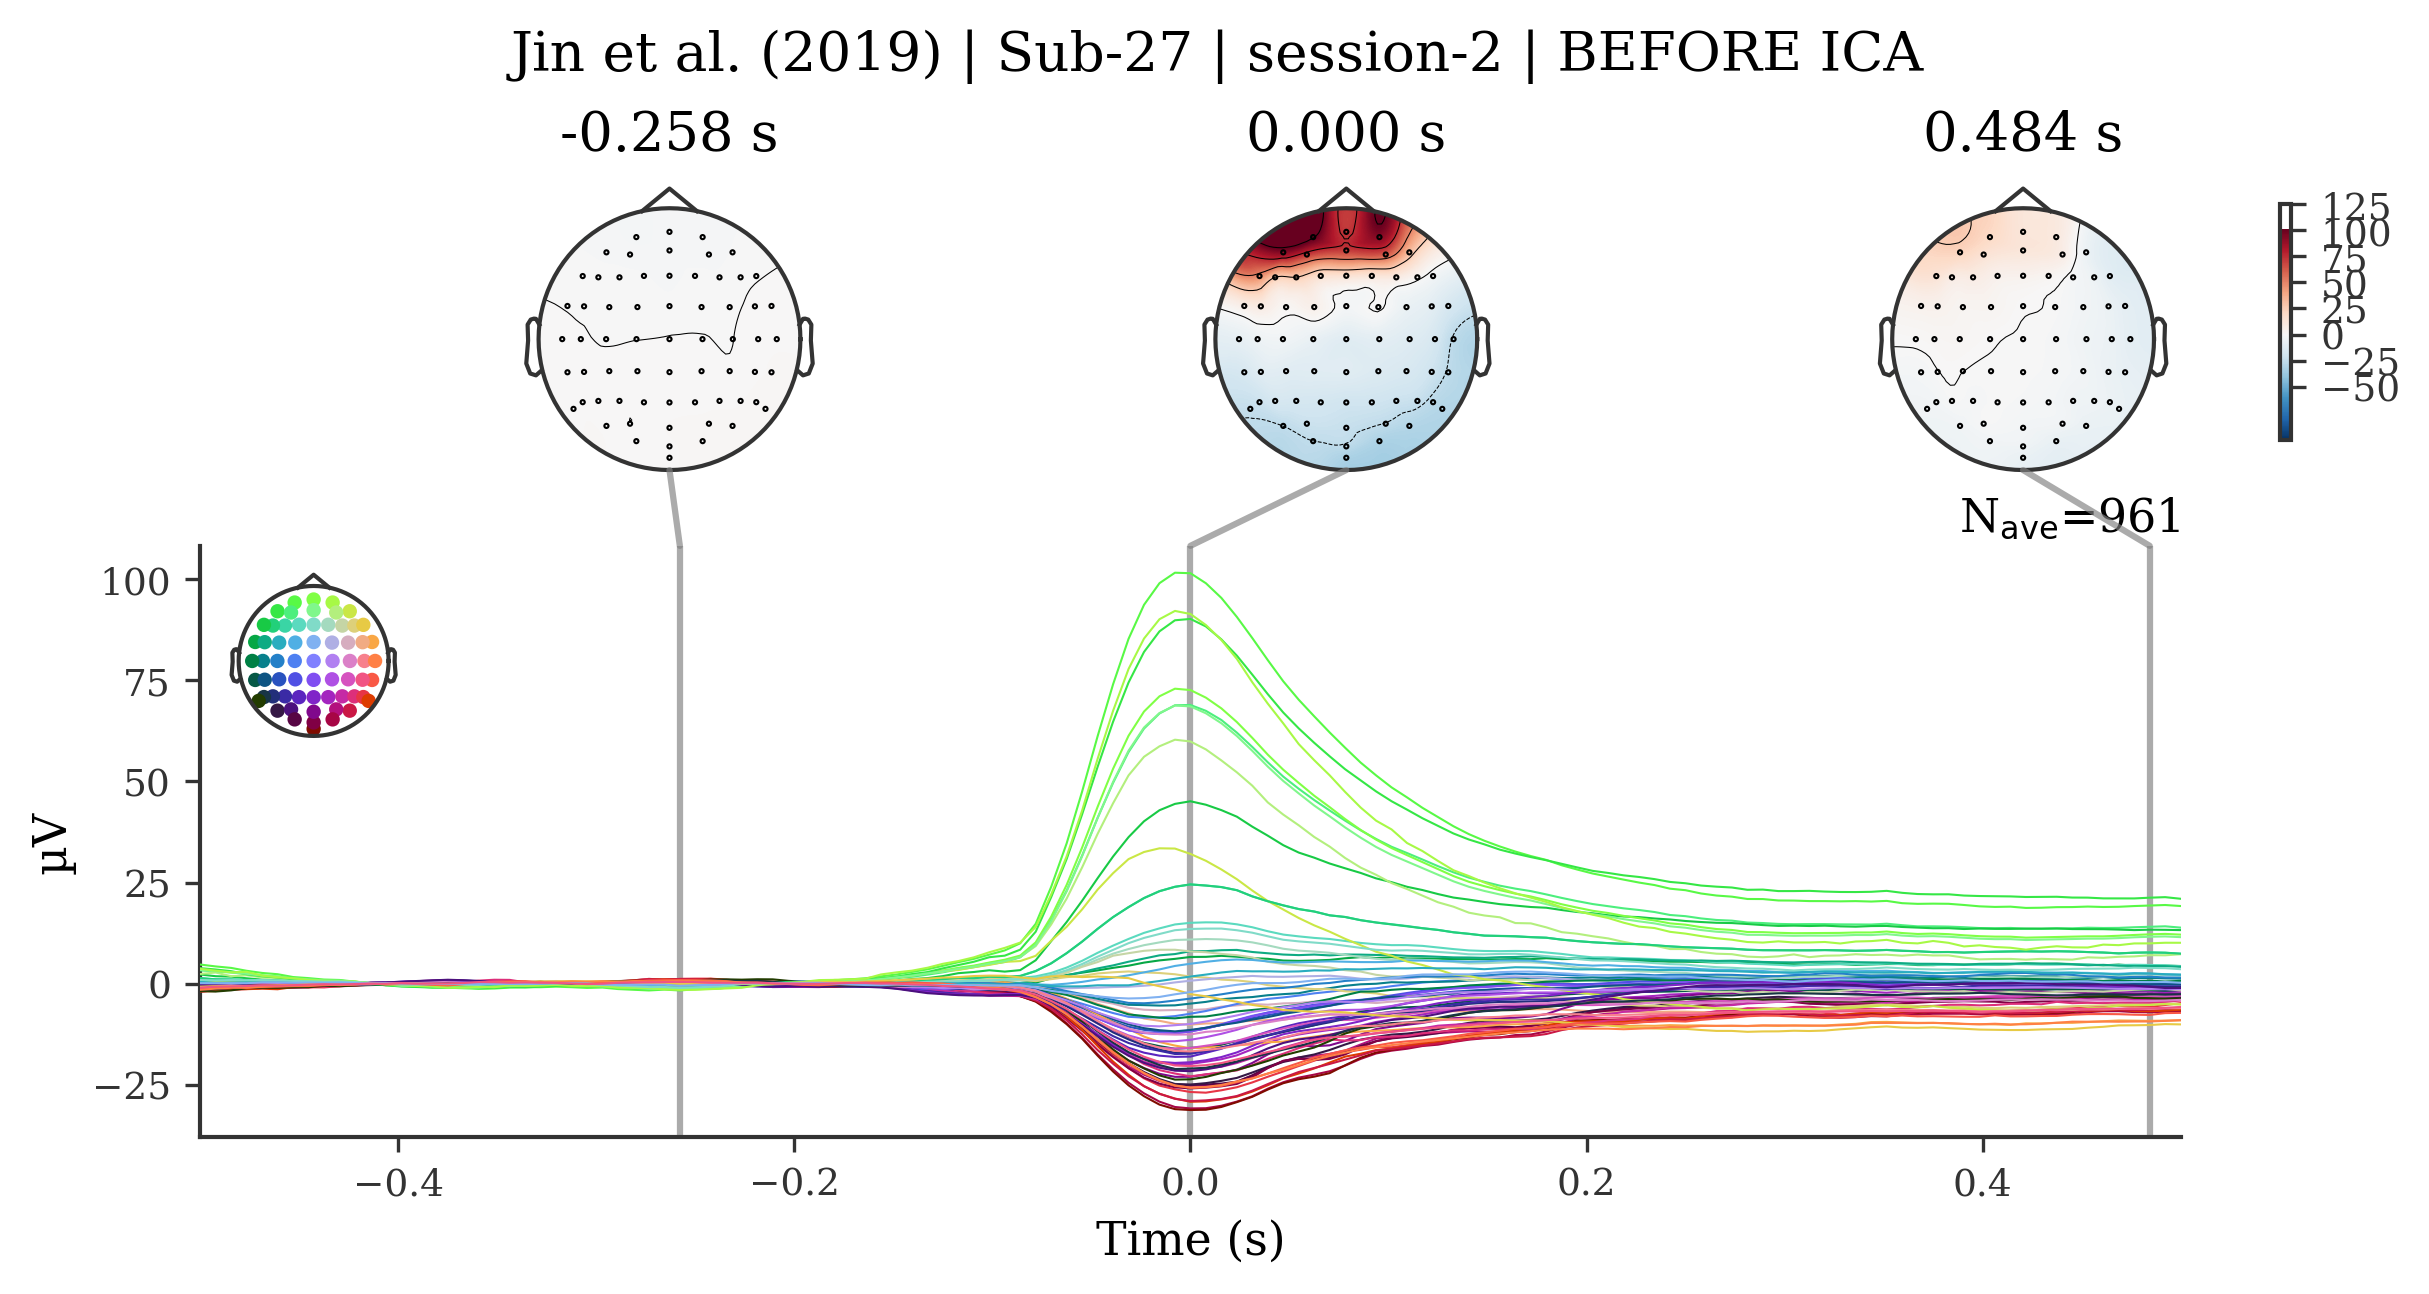 Jin et al. (2019) | Sub-27 | session-2 | BEFORE ICA
-0.258 s
0.000 s
0.484 s
125
100
75
50
25
0
−25
−50
Nave=961
100
75
50
25
0
−25
µV
−0.4
−0.2
0.0
0.2
0.4
Time (s)